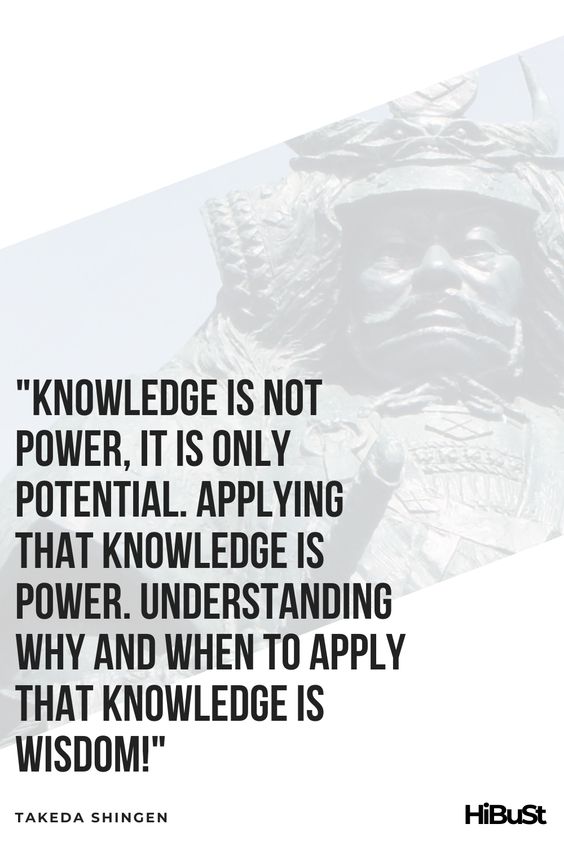 "KNOWLEDGE IS NOT
POWER, IT IS ONLY
POTENTIAL. APPLYING
THAT KNOWLEDGE IS
POWER. UNDERSTANDING
WHY AND WHEN TO APPLY
THAT KNOWLEDGE IS
WISDOM!"
TAKEDA SHINGEN
HiBuSt